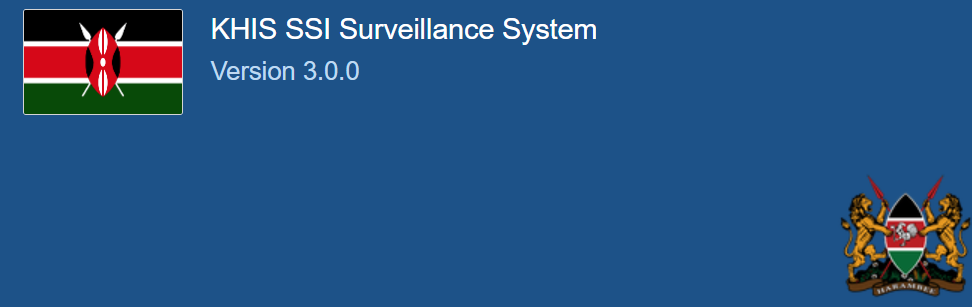 KHIS SSI Surveillance System
Version 3.0.0
HARAMBEE